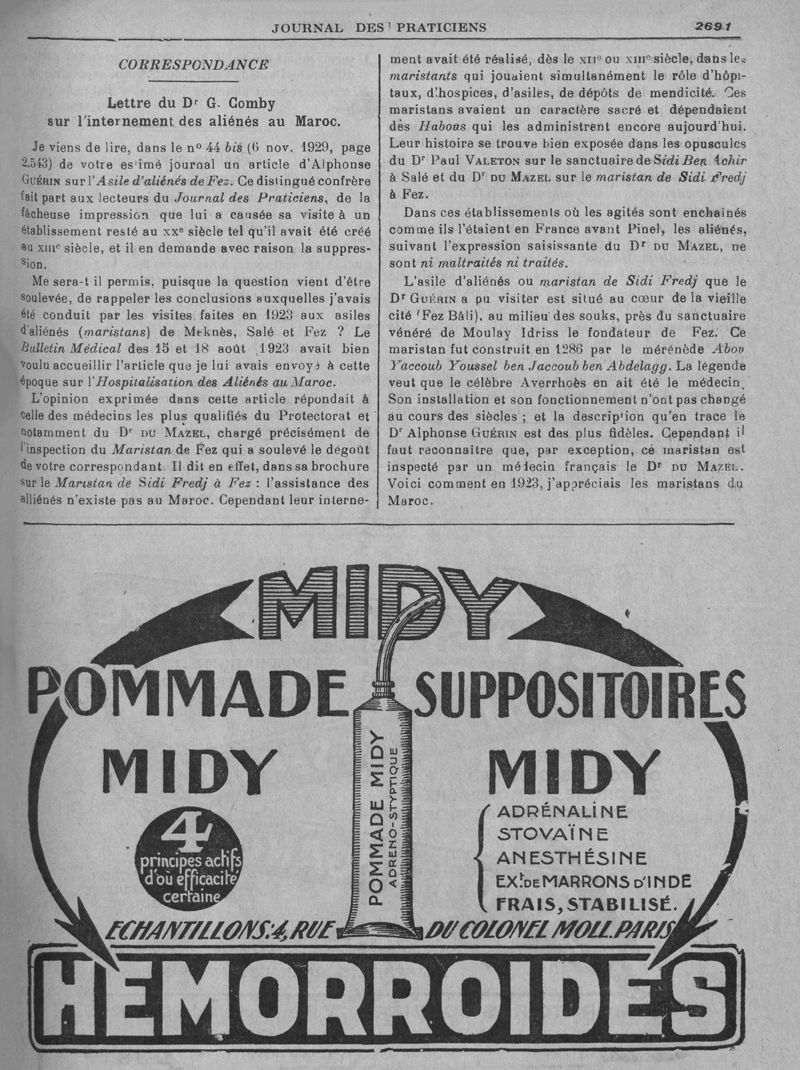 JOURNAL DES PRATICIENS
2691
CORRESPONDANCE
Lettre du Dr G. Comby
sur l'internement des aliénés au Maroc.
Je viens de lire, dans le no 44 bis (6 nov. 1929, page
2.543) de votre es'imé journal un article d'Alphonse
GUÉRIN sur l'Asile d'aliénés de Fez. Ce distingué confrère
fait part aux lecteurs du Journal des Praticiens, de la
fâcheuse impression que lui a causée sa visite à un
établissement resté au XXe siècle tel qu'il avait été créé
au XIIIe siècle, et il en demande avec raison la suppres-
sion.
Me sera-t il permis, puisque la question vient d'être
soulevée, de rappeler les conclusions auxquelles j'avais
été conduit par les visites faites en 1923 aux asiles
d'aliénés (maristans) de Meknès, Salé et Fez ? Le
Bulletin Médical des 15 et 18 août 1923 avait bien
voulu accueillir l'article que je lui avais envoyé à cette
époque sur l'Hospitalisation des Aliénés au Maroc.
L'opinion exprimée dans cette article répondait à
celle des médecins les plus qualifiés du Protectorat et
notamment du Dr DU MAZEL, chargé précisément de
l'inspection du Maristan de Fez qui a soulevé le dégoût
de votre correspondant. Il dit en effet, dans sa brochure
sur le Maristan de Sidi Fredj à Fez : l'assistance des
alliénés n'existe pas au Maroc. Cependant leur interne-
ment avait été réalisé, dès le XIIe ou XIIIe siècle, dans les
maristants qui jouaient simultanément le rôle d'hôpi-
taux, d'hospices, d'asiles, de dépôts de mendicité. Ces
maristans avaient un caractère sacré et dépendaient
dès Habous qui les administrent encore aujourd'hui.
Leur histoire se trouve bien exposée dans les opuscules
du Dr Paul VALETON sur le sanctuaire de Sidi Ben Achir
à Salé et du Dr DU MAZEL sur le maristan de Sidi Fredj
à Fez.
Dans ces établissements où les agités sont enchaînés
comme ils l'étaient en France avant Pinel, les aliénés,
suivant l'expression saisissante du Dr DU MAZEL, ne
sont ni maltraités ni traités.
L'asile d'aliénés ou maristan de Sidi Fredj que le
Dr GUÉRIN a pu visiter est situé au cœur de la vieille
cité (Fez Bâli), au milieu des souks, près du sanctuaire
vénéré de Moulay Idriss le fondateur de Fez. Ce
maristan fut construit en 1286 par le mérénède Abou
Yaccoub Youssel ben Jaccoub ben Abdelagg. La légende
veut que le célèbre Averrhoès en ait été le médecin.
Son installation et son fonctionnement n'ont pas changé
au cours des siècles ; et la descrip'ion qu'en trace le
Dr Alphonse GUÉRIN est des plus fidèles. Cependant il
faut reconnaître que, par exception, ce maristan est
inspecté par un médecin français le Dr DU MAZEL.
Voici comment en 1923, j'appréciais les maristans du
Maroc.
MIDY
POMMADE
SUPPOSITOIRES
MIDY
MIDY
4
principes actifs
d'où efficacité
certaine
POMMADE MIDY
ADRENO-STYPTIQUE
ADRÉNALINE
STOVAÏNE
ANESTHÉSINE
EXt. DE MARRONS D'INDE
FRAIS, STABILISÉ.
ECHANTILLONS. 4, RUE DU COLONEL MOLL. PARIS
HEMORROIDES